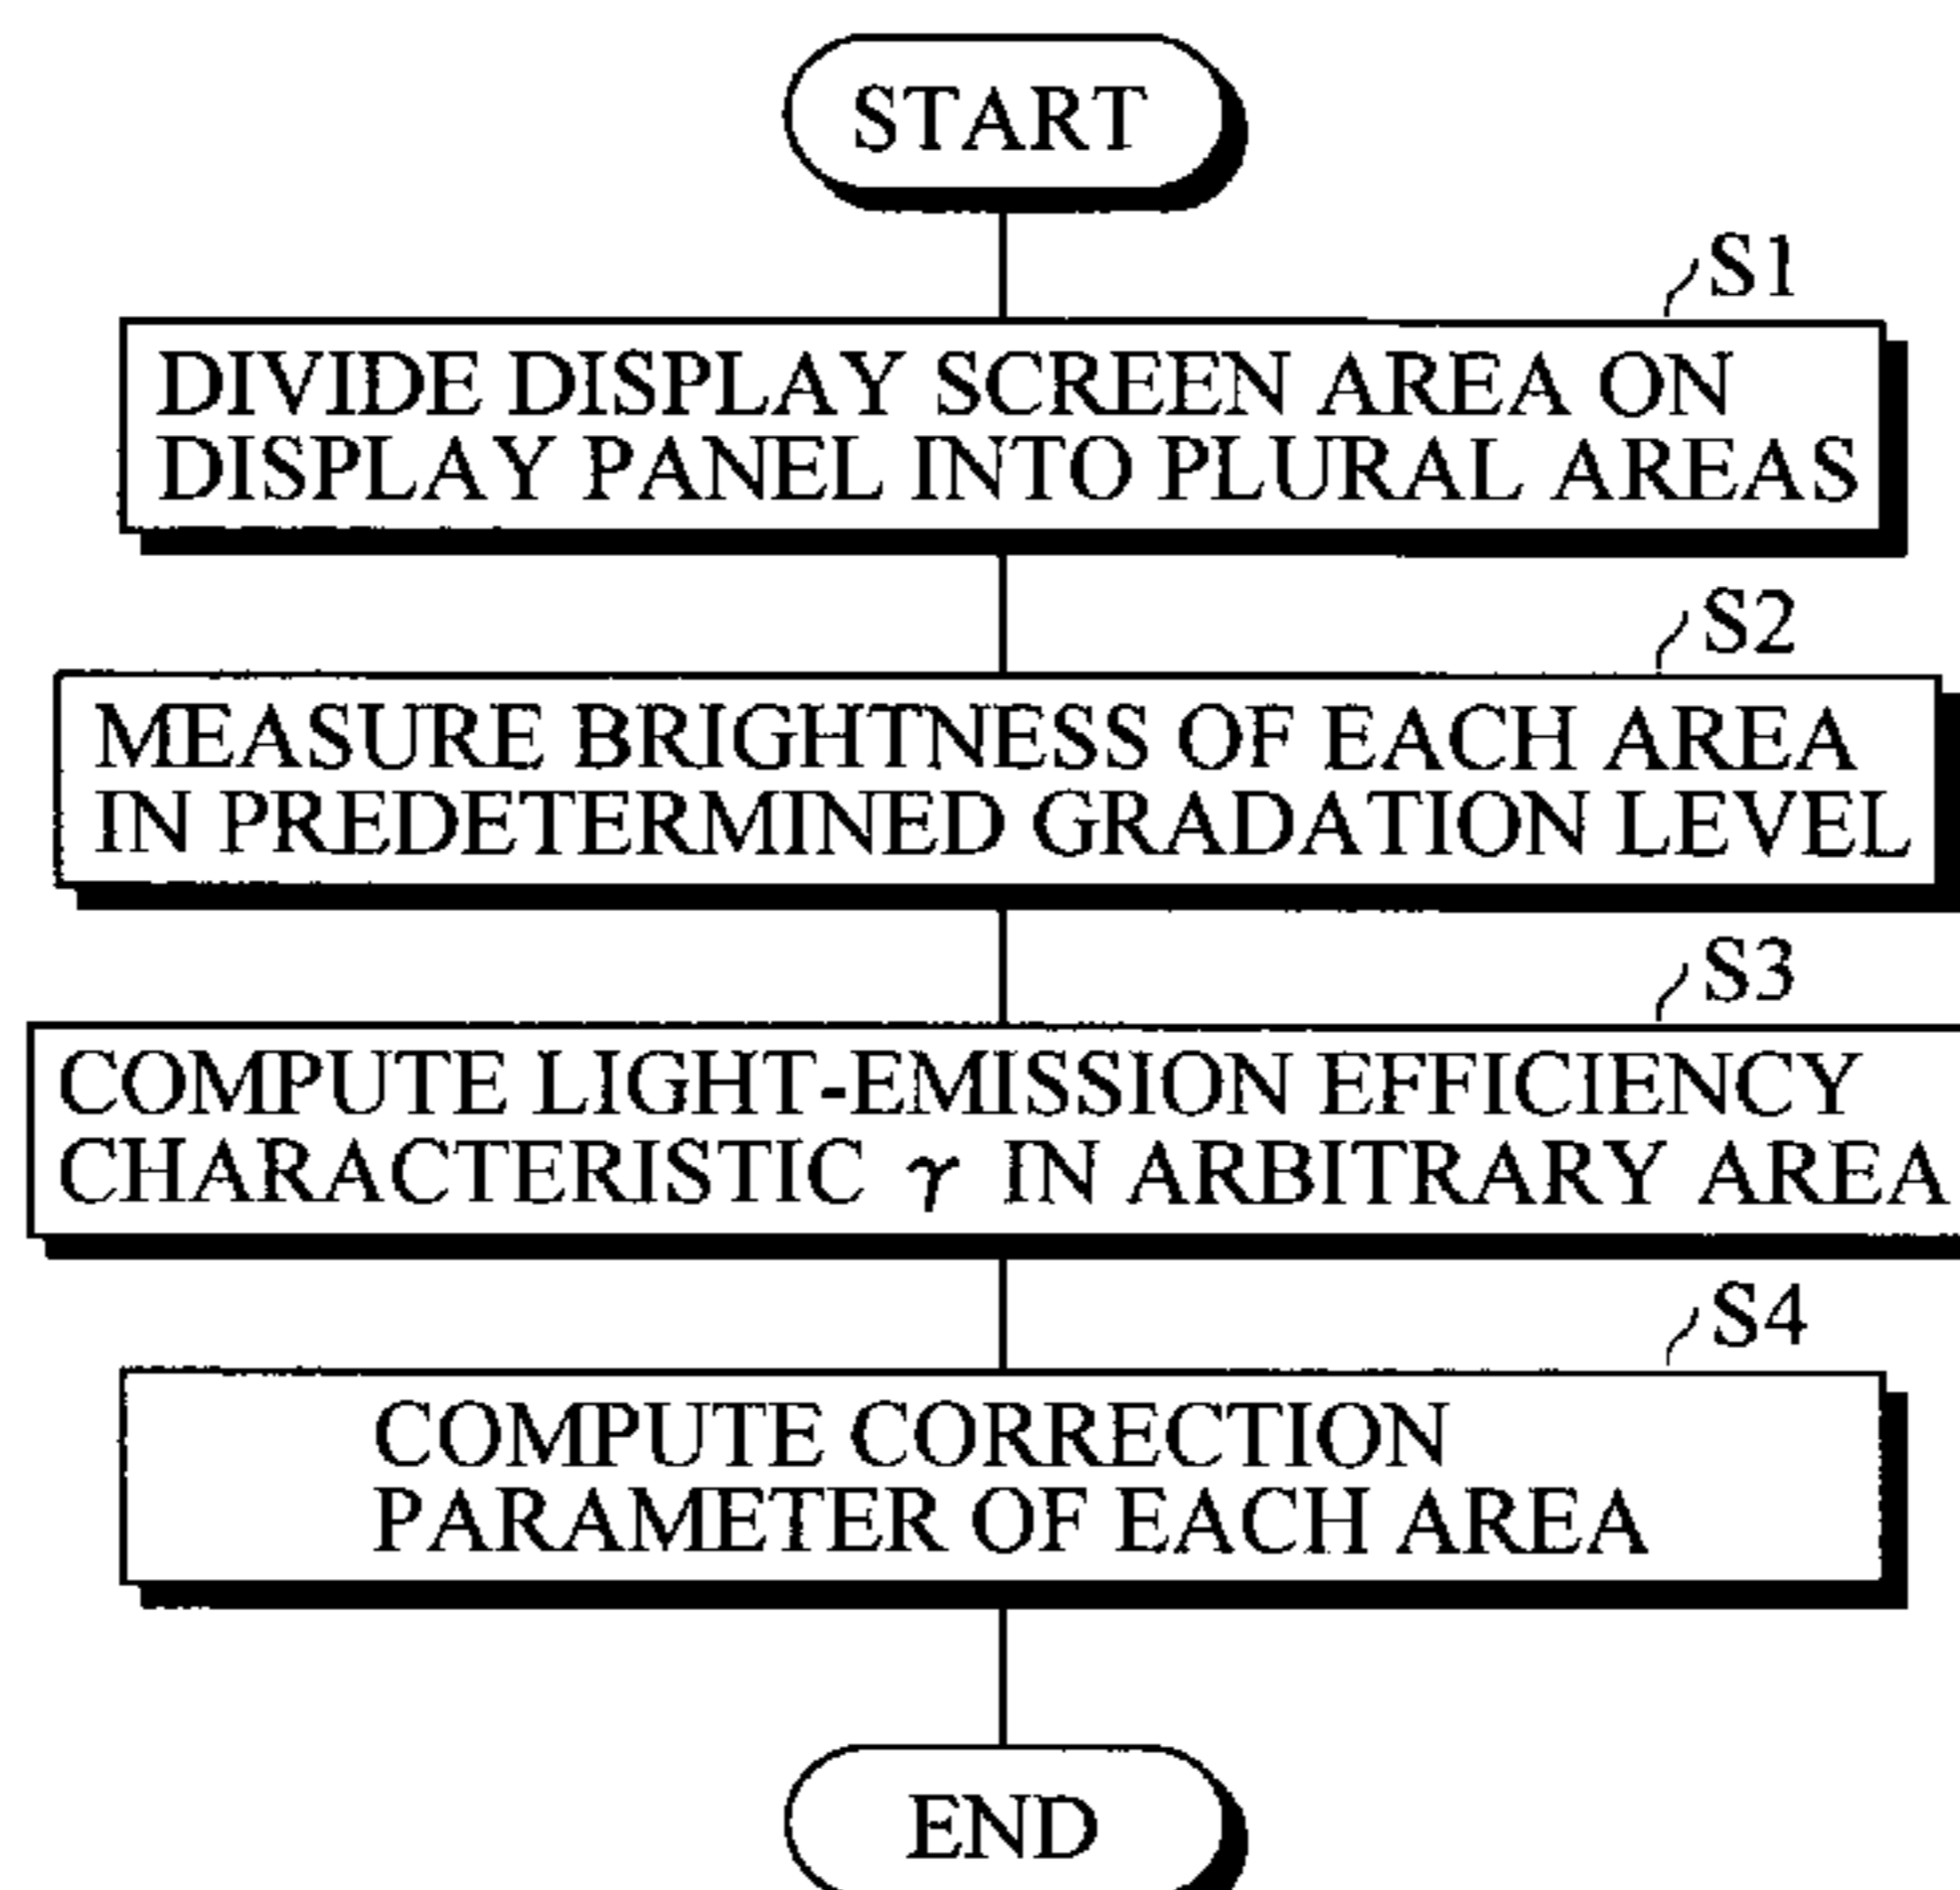 START
S1
DIVIDE DISPLAY SCREEN AREA ON
DISPLAY PANEL INTO PLURAL AREAS
S2
MEASURE BRIGHTNESS OF EACH AREA
IN PREDETERMINED GRADATION LEVEL
S3
COMPUTE LIGHT-EMISSION EFFICIENCY
CHARACTERISTIC γ IN ARBITRARY AREA
S4
COMPUTE CORRECTION
PARAMETER OF EACH AREA
END